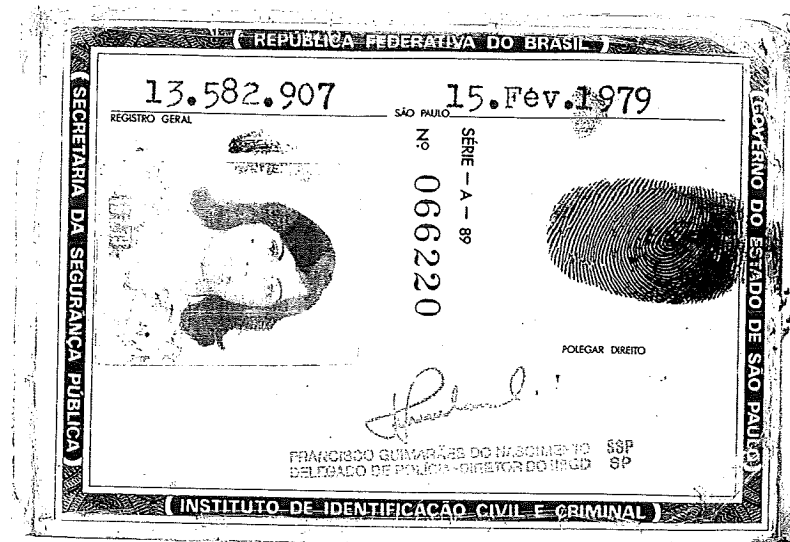 REPÚBLICA FEDERATIVA DO BRASIL
13.582.907
15.Fév.1979
REGISTRO GERAL
SÃO PAULO
SECRETARIA DA SEGURANÇA PÚBLICA
GOVERNO DO ESTADO DE SÃO PAULO
SÉRIE — A — 89
Nº 066220
POLEGAR DIREITO
FRANCISCO GUIMARÃES DO NASCIMENTO SSP
DELEGADO DE POLÍCIA - DIRETOR DO IIRGD SP
INSTITUTO DE IDENTIFICAÇÃO CIVIL E CRIMINAL